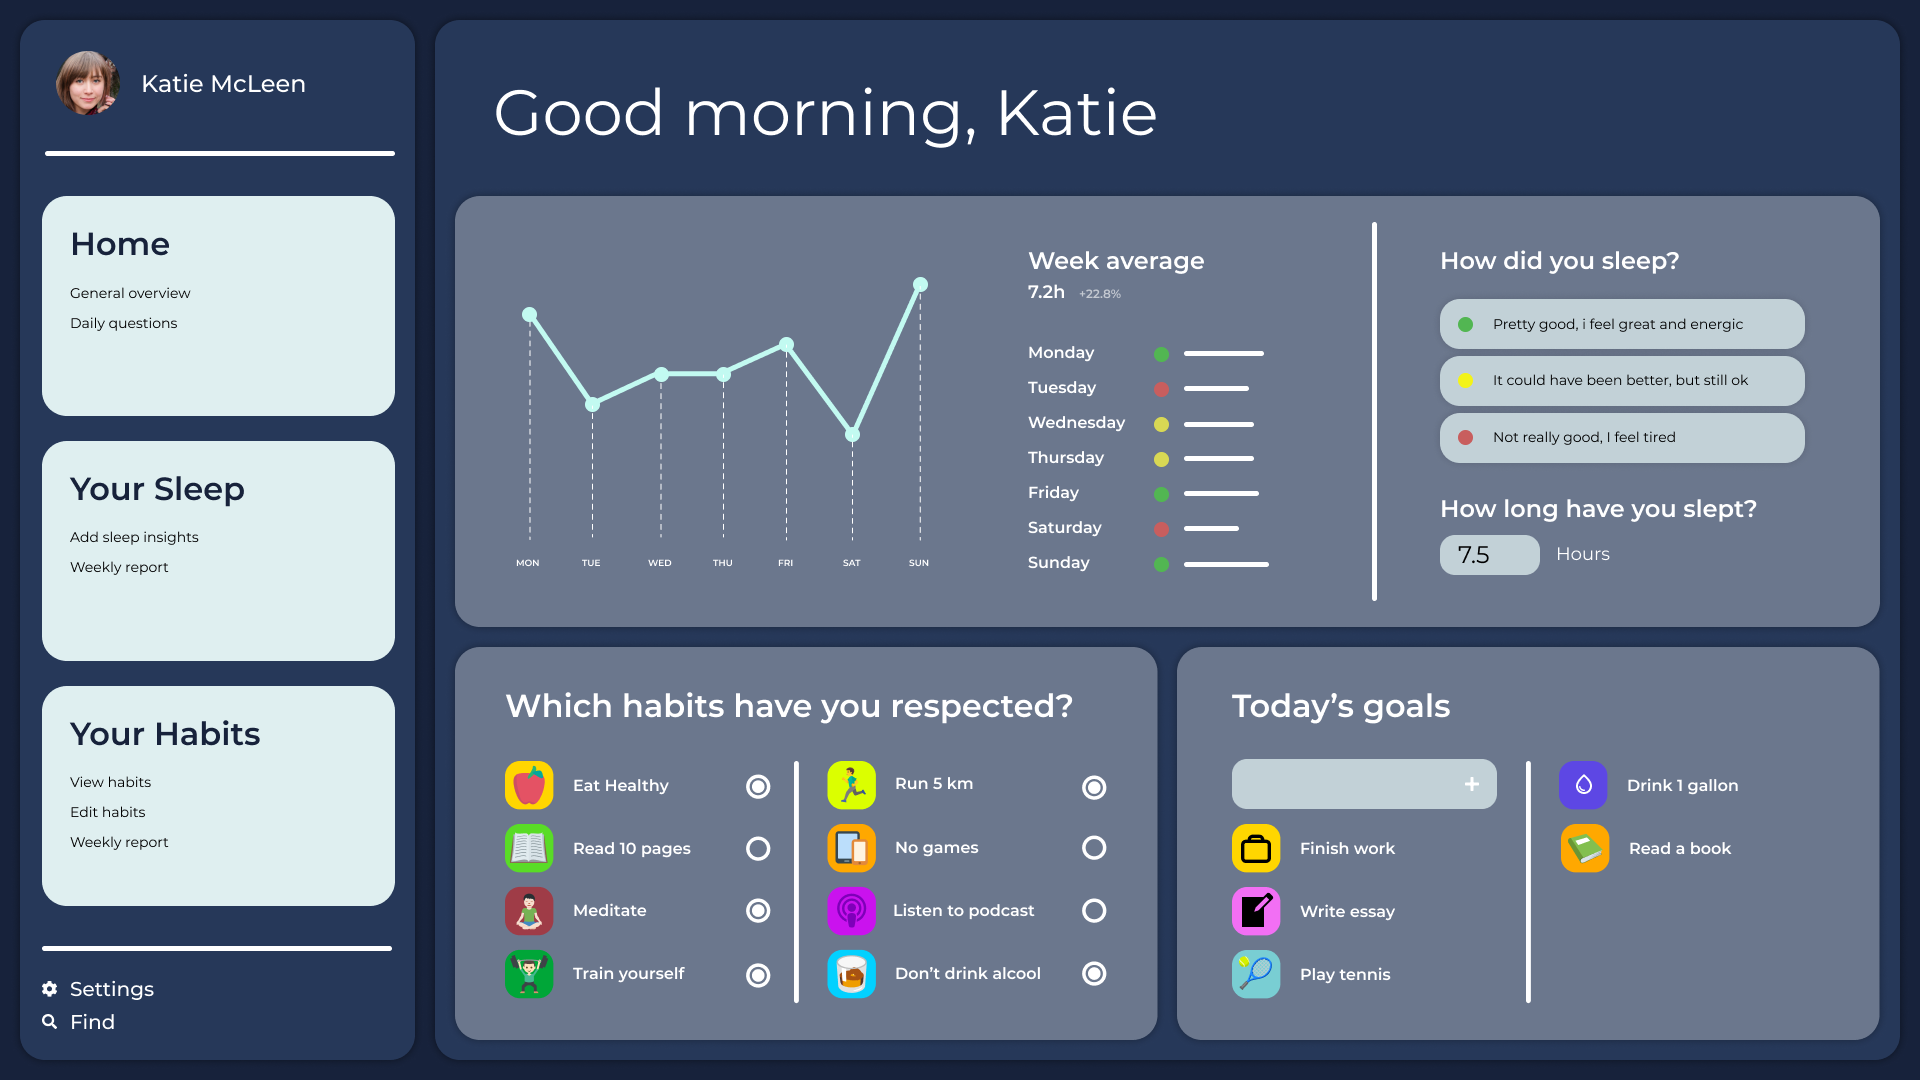 Katie McLeen
Home
General overview
Daily questions
Your Sleep
Add sleep insights
Weekly report
Your Habits
View habits
Edit habits
Weekly report
Settings
Find
Good morning, Katie
MON TUE WED THU FRI SAT SUN
Week average
7.2h +22.8%
Monday
Tuesday
Wednesday
Thursday
Friday
Saturday
Sunday
How did you sleep?
Pretty good, i feel great and energic
It could have been better, but still ok
Not really good, I feel tired
How long have you slept?
7.5 Hours
Which habits have you respected?
Eat Healthy
Read 10 pages
Meditate
Train yourself
Run 5 km
No games
Listen to podcast
Don’t drink alcool
Today’s goals
+
Finish work
Write essay
Play tennis
Drink 1 gallon
Read a book